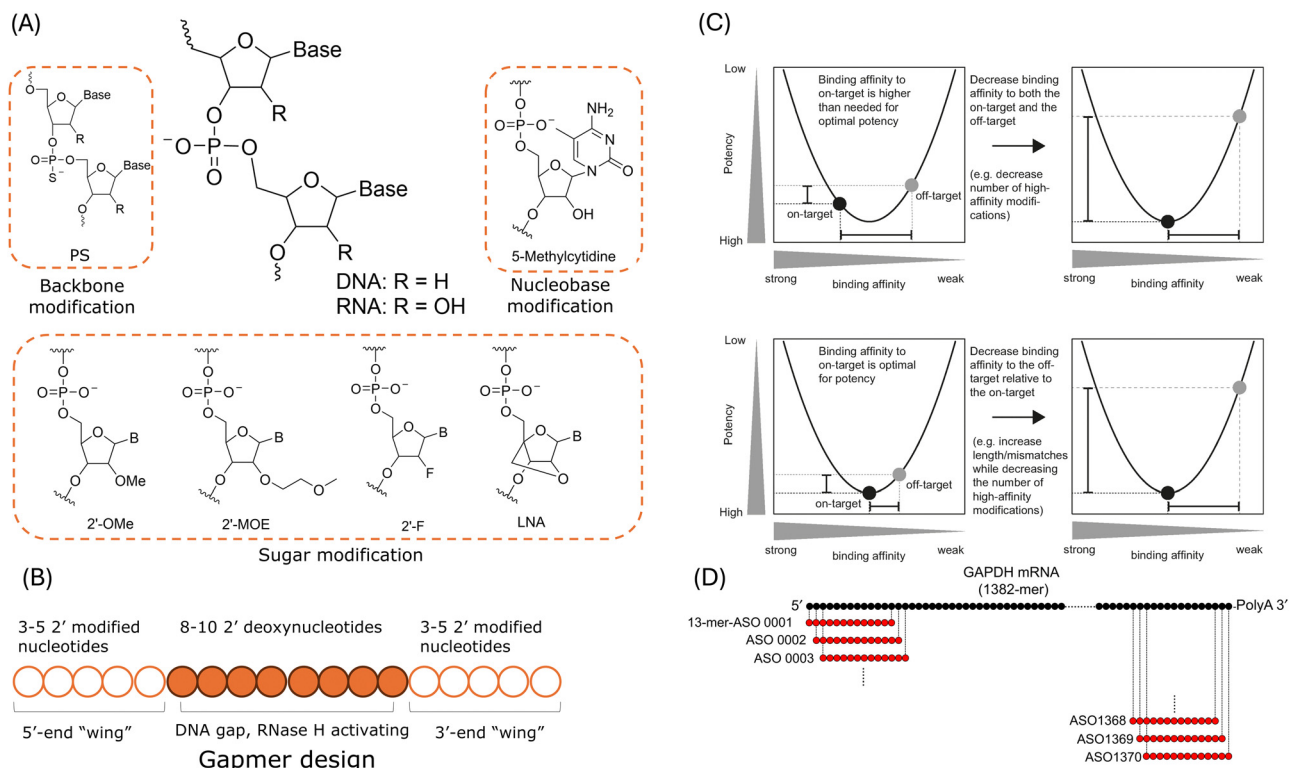 (A)
O
Base
R
O
⁻O
P
O
O
O
Base
O
R
DNA: R = H
RNA: R = OH
O
O
Base
R
O
O=P
O
S⁻
O
Base
O
R
PS
Backbone
modification
O
O=P
O⁻
O
NH₂
N
N
O
O
O
OH
5-Methylcytidine
Nucleobase
modification
O
O=P
O⁻
O
O
B
O
OMe
2'-OMe
O
O=P
O⁻
O
O
B
O
O
O
2'-MOE
O
O=P
O⁻
O
O
B
O
F
2'-F
O
O=P
O⁻
O
B
O
O
LNA
Sugar modification
(B)
3-5 2’ modified
nucleotides
8-10 2’ deoxynucleotides
3-5 2’ modified
nucleotides
5’-end “wing”
DNA gap, RNase H activating
3’-end “wing”
Gapmer design
(C)
Low
Potency
High
Binding affinity to
on-target is higher
than needed for
optimal potency
on-target
off-target
strong
binding affinity
weak
Decrease binding
affinity to both the
on-target and the
off-target
(e.g. decrease
number of high-
affinity modifi-
cations)
strong
binding affinity
weak
Low
Potency
High
Binding affinity to
on-target is optimal
for potency
on-target
off-target
strong
binding affinity
weak
Decrease binding
affinity to the off-
target relative to
the on-target
(e.g. increase
length/mismatches
while decreasing
the number of
high-affinity
modifications)
strong
binding affinity
weak
(D)
GAPDH mRNA
(1382-mer)
5′
PolyA 3′
13-mer-ASO 0001
ASO 0002
ASO 0003
ASO1368
ASO1369
ASO1370